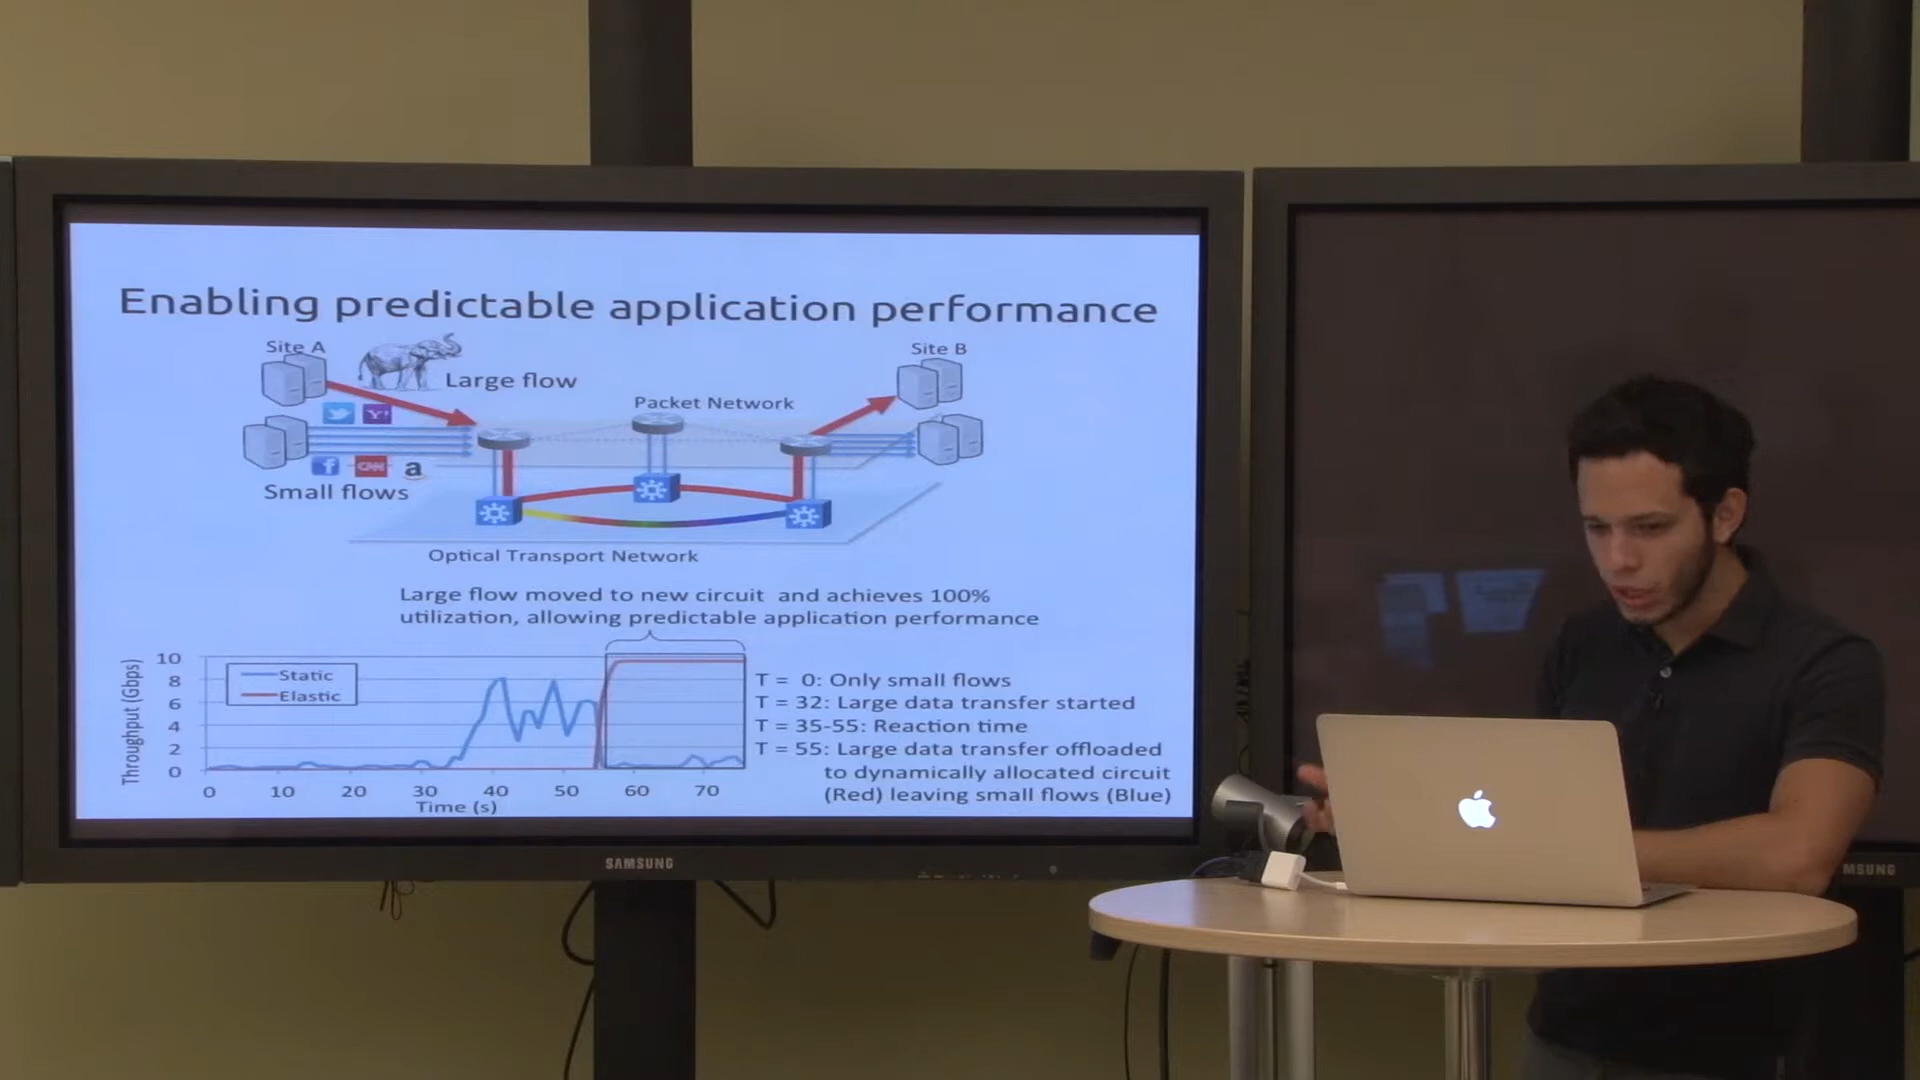 Enabling predictable application performance
Site A
Site B
Large flow
Packet Network
Y!
f
CNN
a
Small flows
Optical Transport Network
Large flow moved to new circuit and achieves 100%
utilization, allowing predictable application performance
Throughput (Gbps)
10
8
6
4
2
0
Static
Elastic
0 10 20 30 40 50 60 70
Time (s)
T = 0: Only small flows
T = 32: Large data transfer started
T = 35-55: Reaction time
T = 55: Large data transfer offloaded
to dynamically allocated circuit
(Red) leaving small flows (Blue)
SAMSUNG
MSUNG